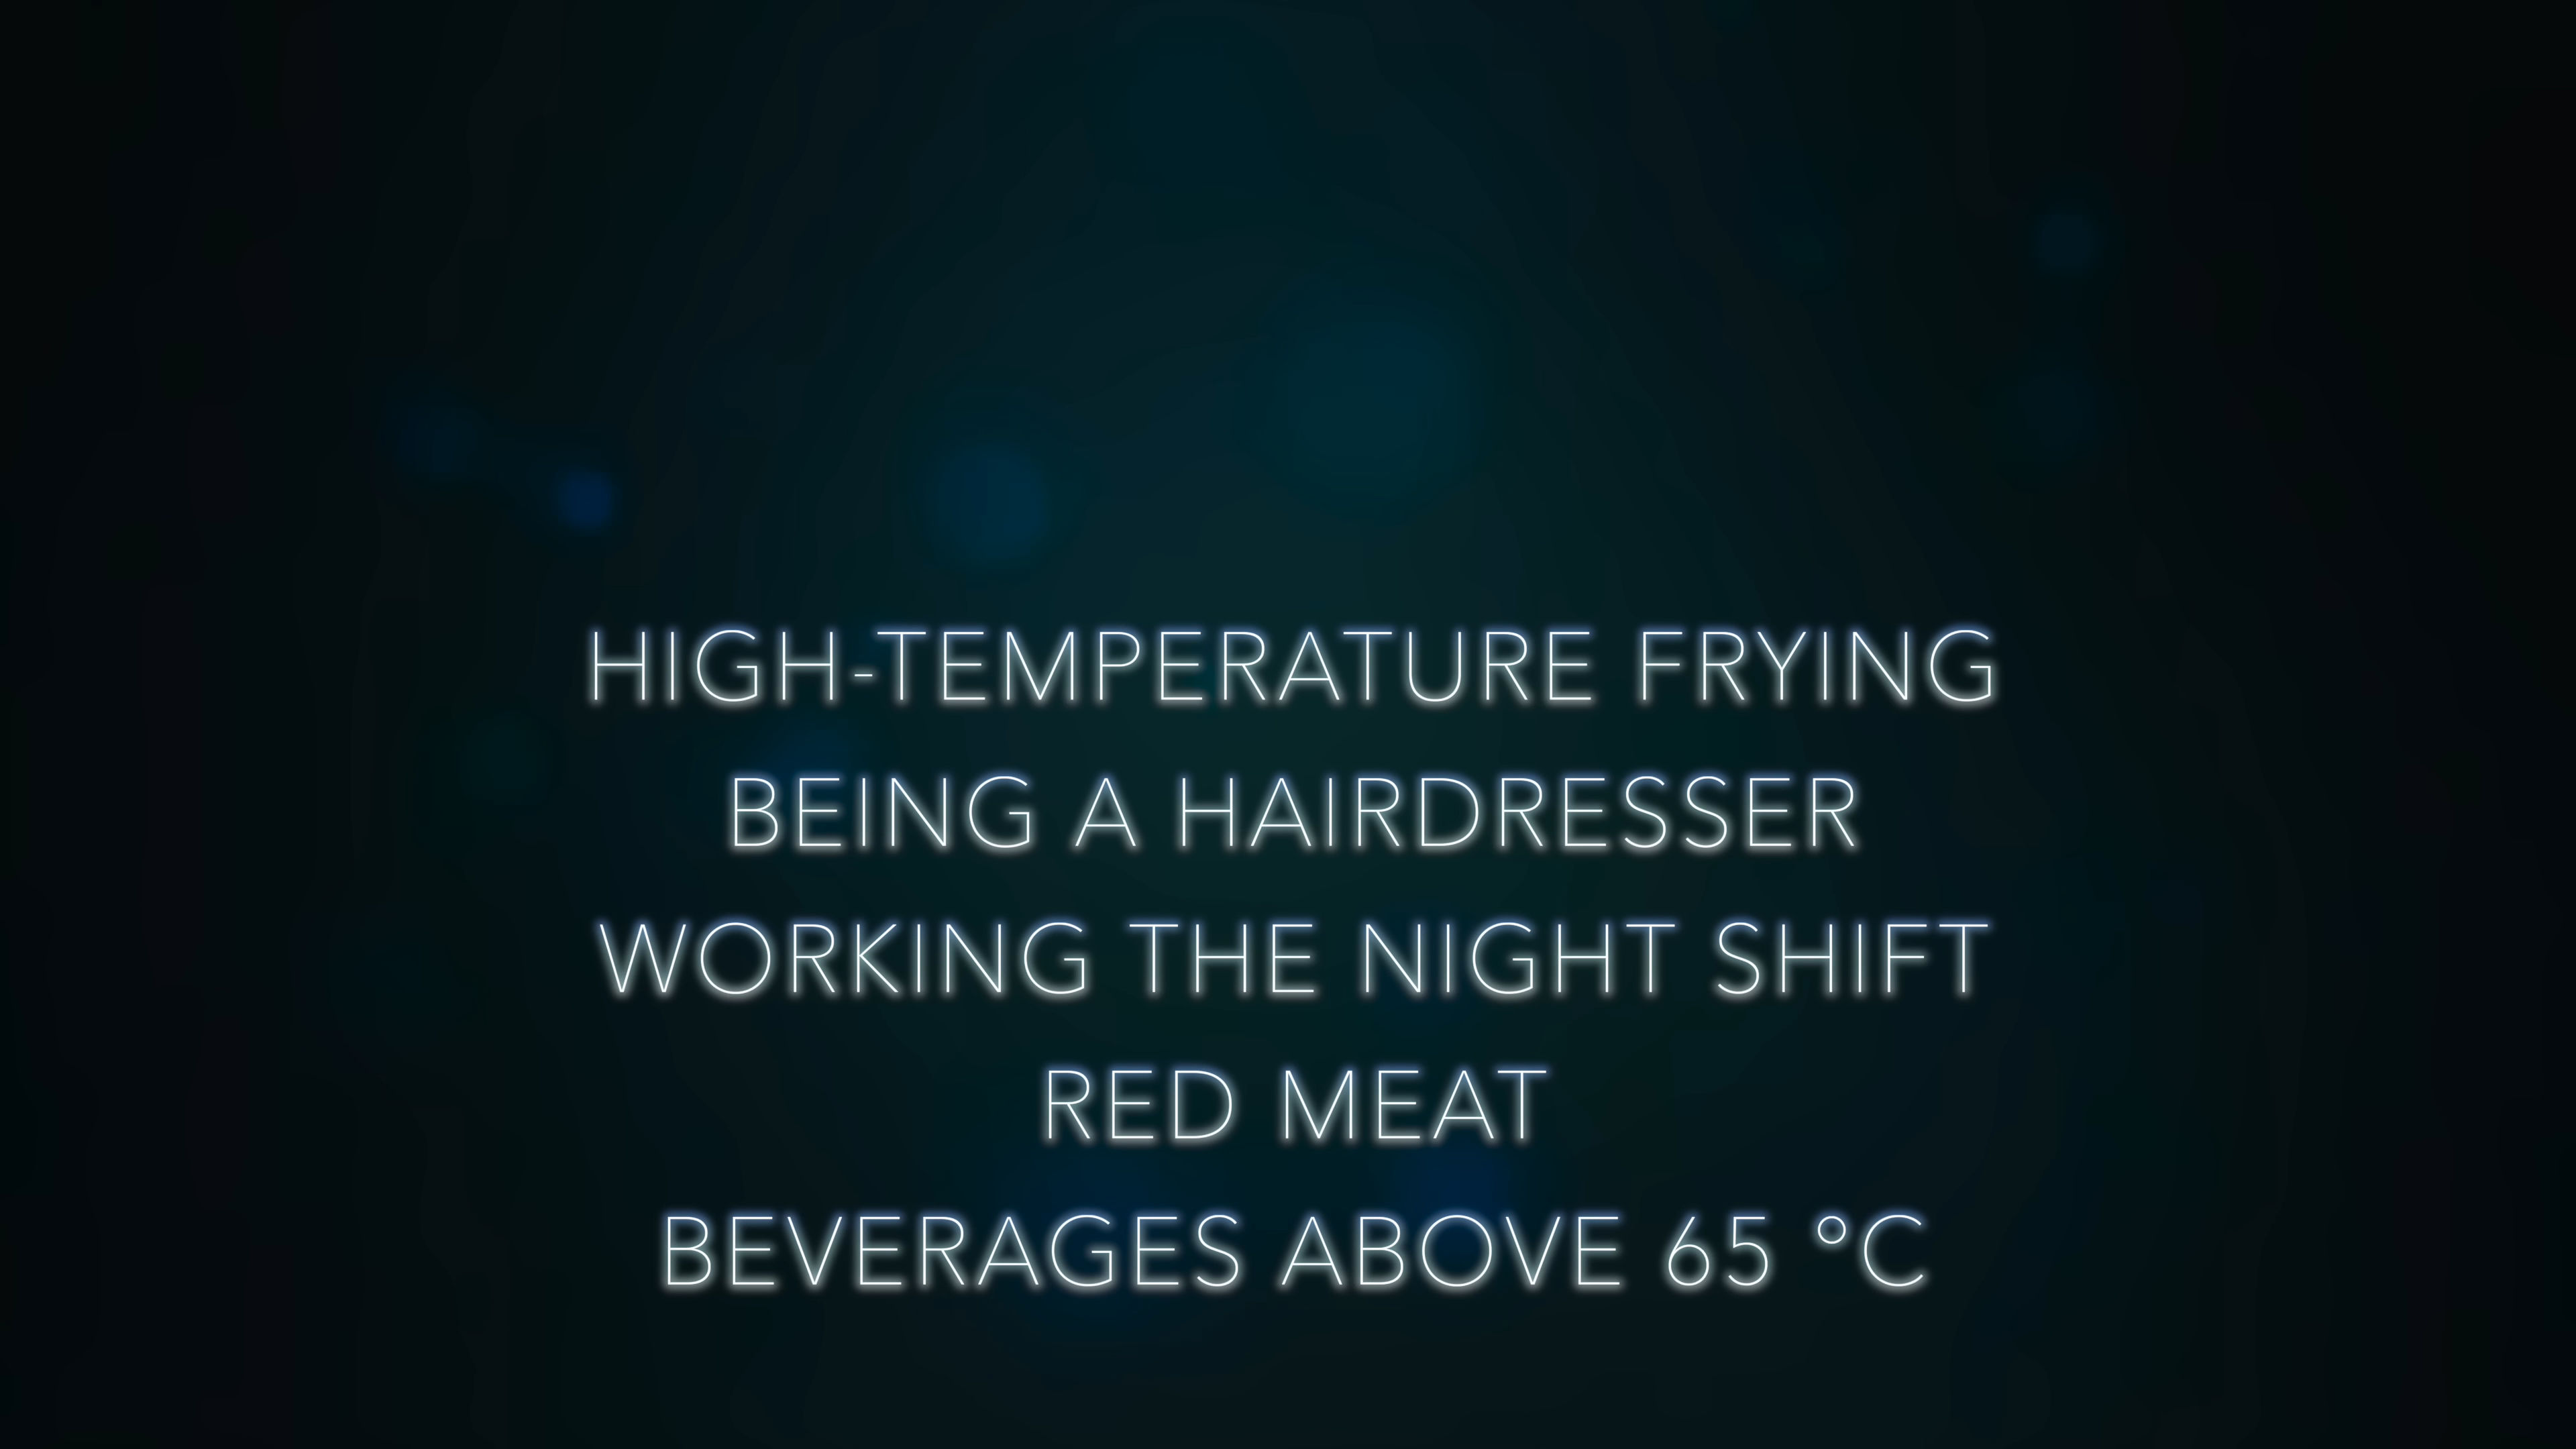 HIGH-TEMPERATURE FRYING
BEING A HAIRDRESSER
WORKING THE NIGHT SHIFT
RED MEAT
BEVERAGES ABOVE 65 °C